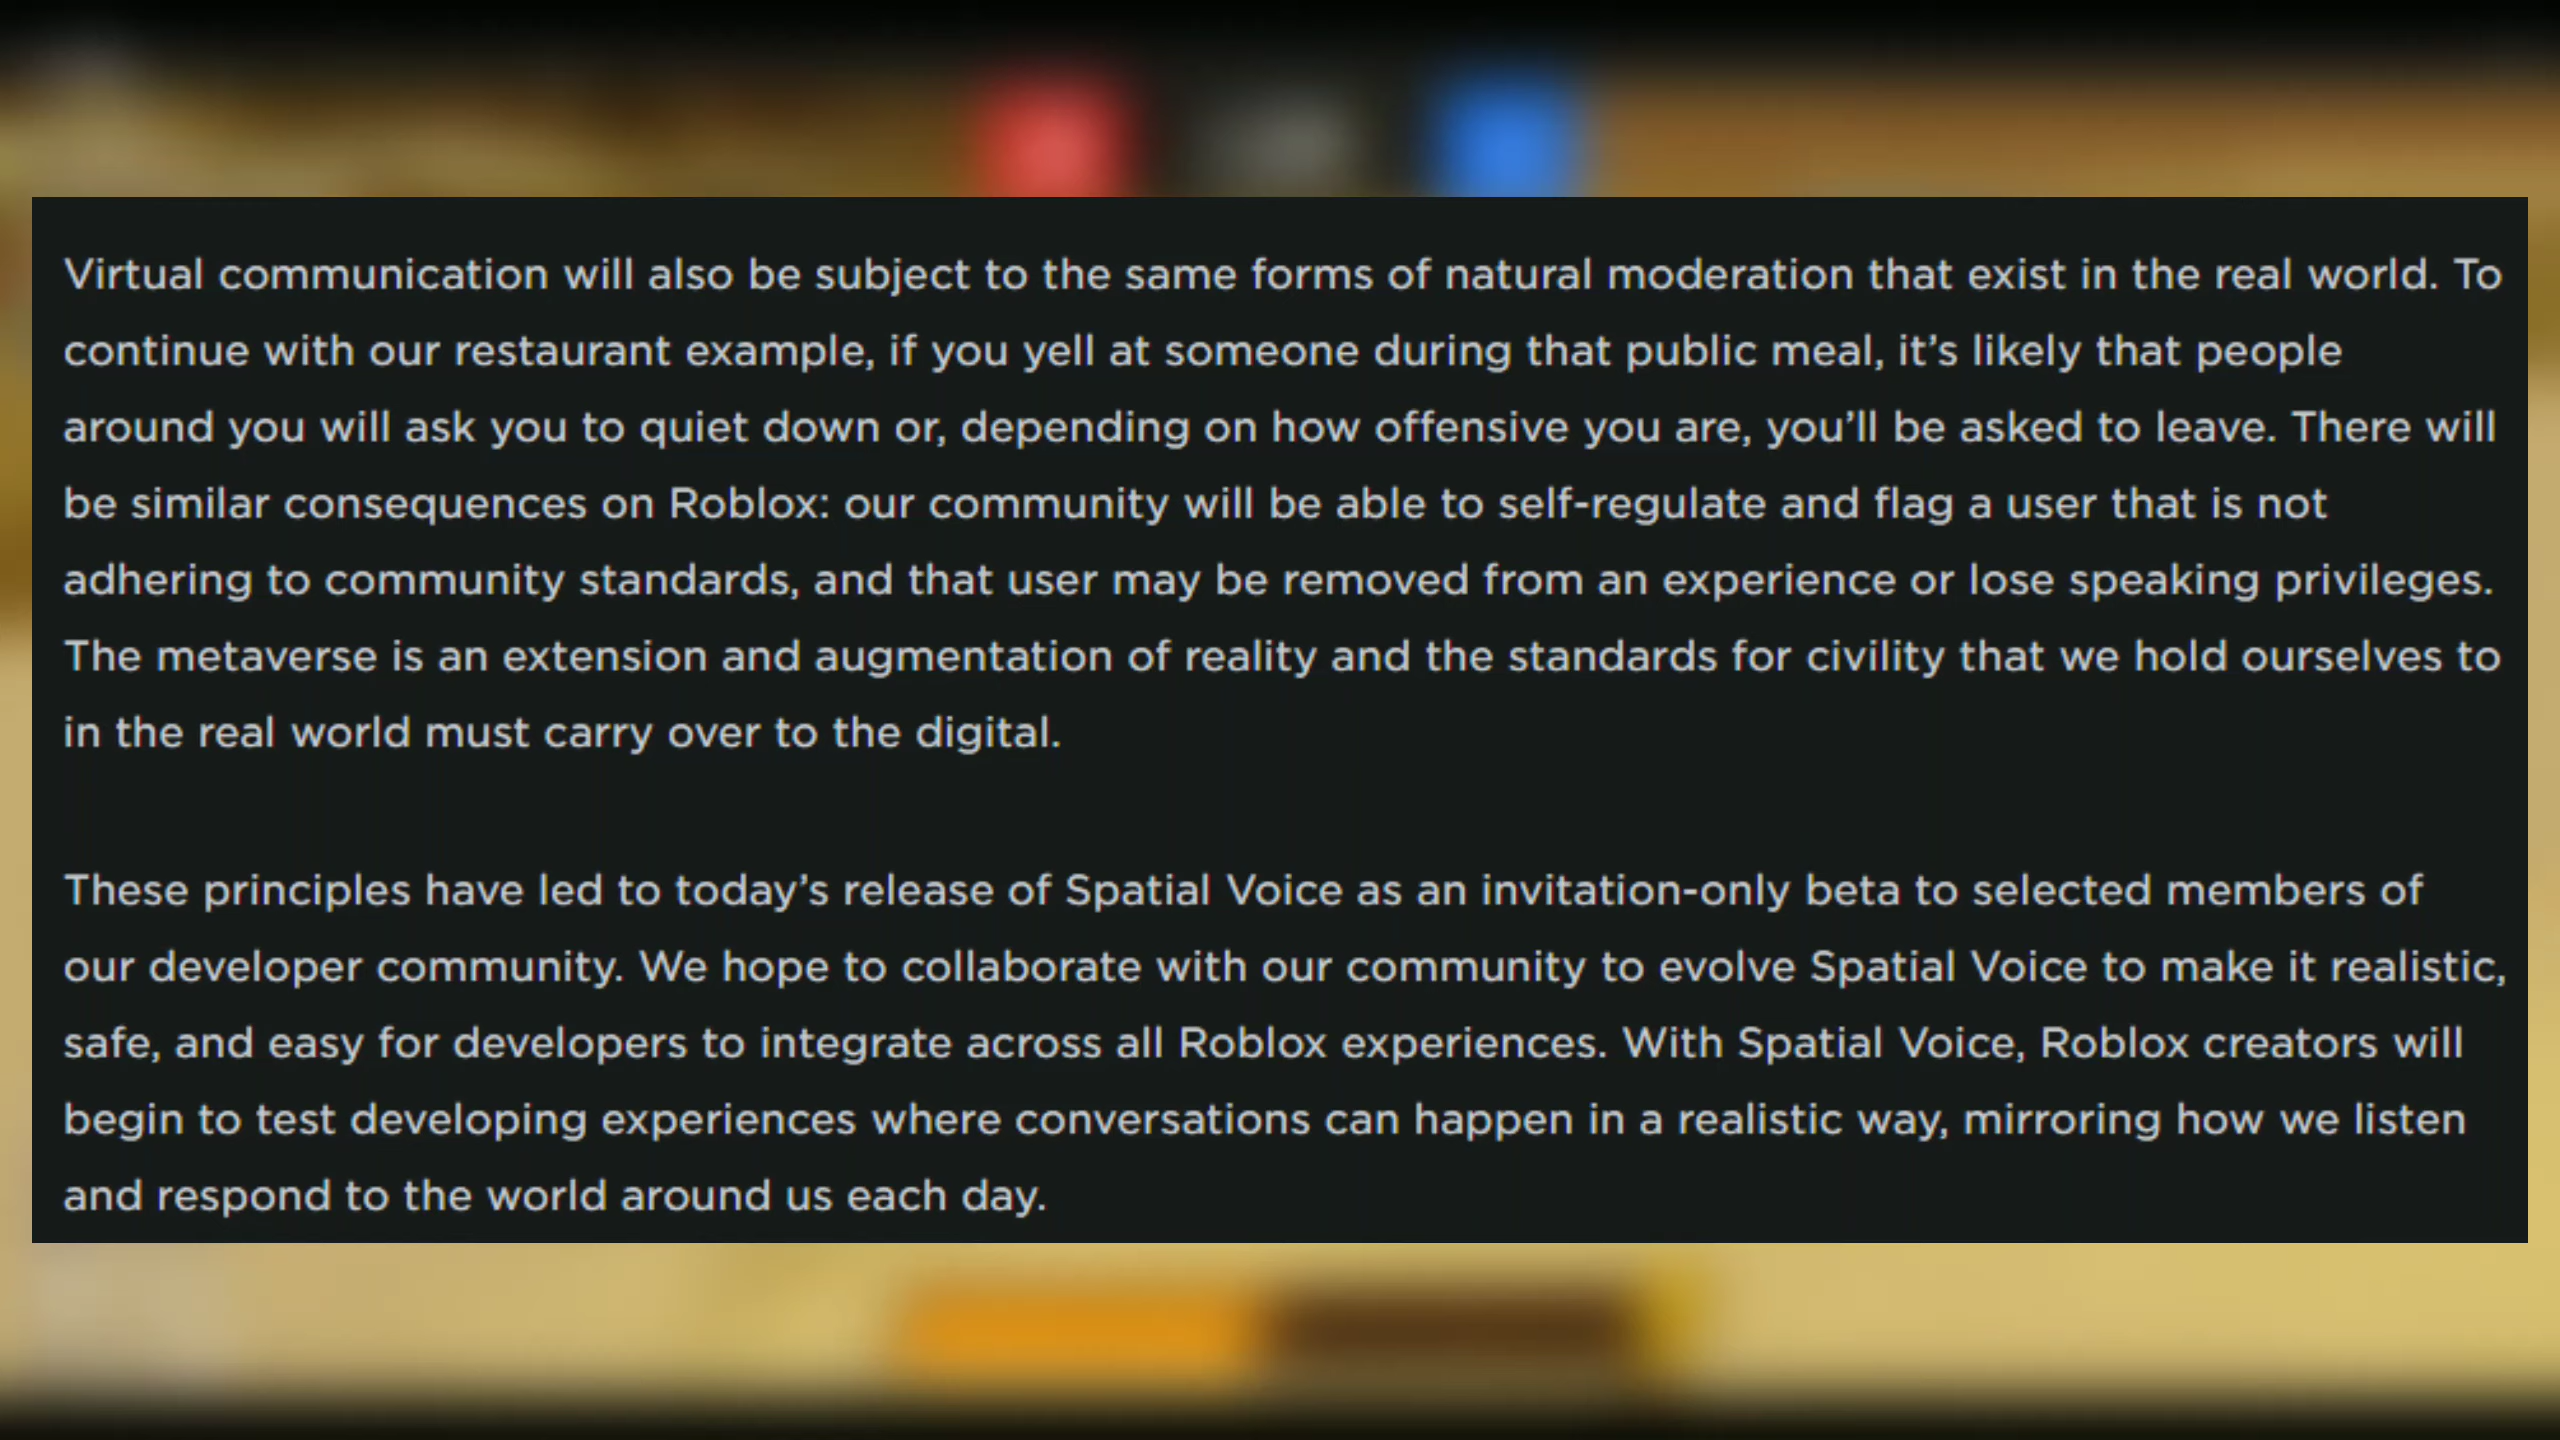 Virtual communication will also be subject to the same forms of natural moderation that exist in the real world. To
continue with our restaurant example, if you yell at someone during that public meal, it’s likely that people
around you will ask you to quiet down or, depending on how offensive you are, you’ll be asked to leave. There will
be similar consequences on Roblox: our community will be able to self-regulate and flag a user that is not
adhering to community standards, and that user may be removed from an experience or lose speaking privileges.
The metaverse is an extension and augmentation of reality and the standards for civility that we hold ourselves to
in the real world must carry over to the digital.
These principles have led to today’s release of Spatial Voice as an invitation-only beta to selected members of
our developer community. We hope to collaborate with our community to evolve Spatial Voice to make it realistic,
safe, and easy for developers to integrate across all Roblox experiences. With Spatial Voice, Roblox creators will
begin to test developing experiences where conversations can happen in a realistic way, mirroring how we listen
and respond to the world around us each day.